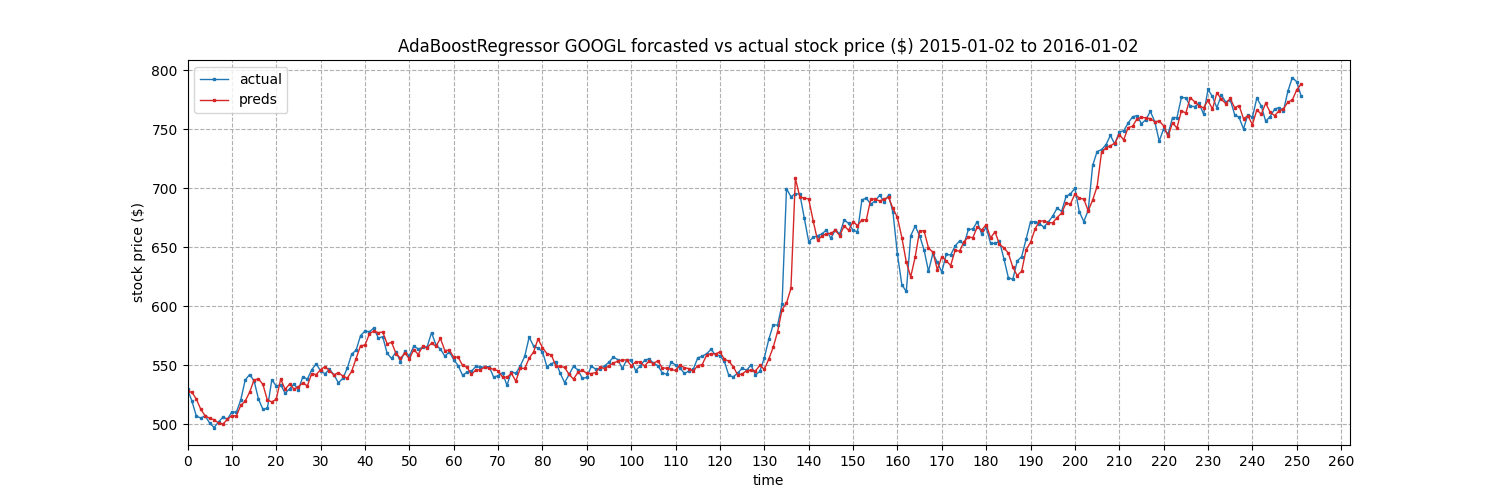 AdaBoostRegressor GOOGL forcasted vs actual stock price ($) 2015-01-02 to 2016-01-02
actual
preds
800
750
700
650
600
550
500
stock price ($)
0 10 20 30 40 50 60 70 80 90 100 110 120 130 140 150 160 170 180 190 200 210 220 230 240 250 260
time